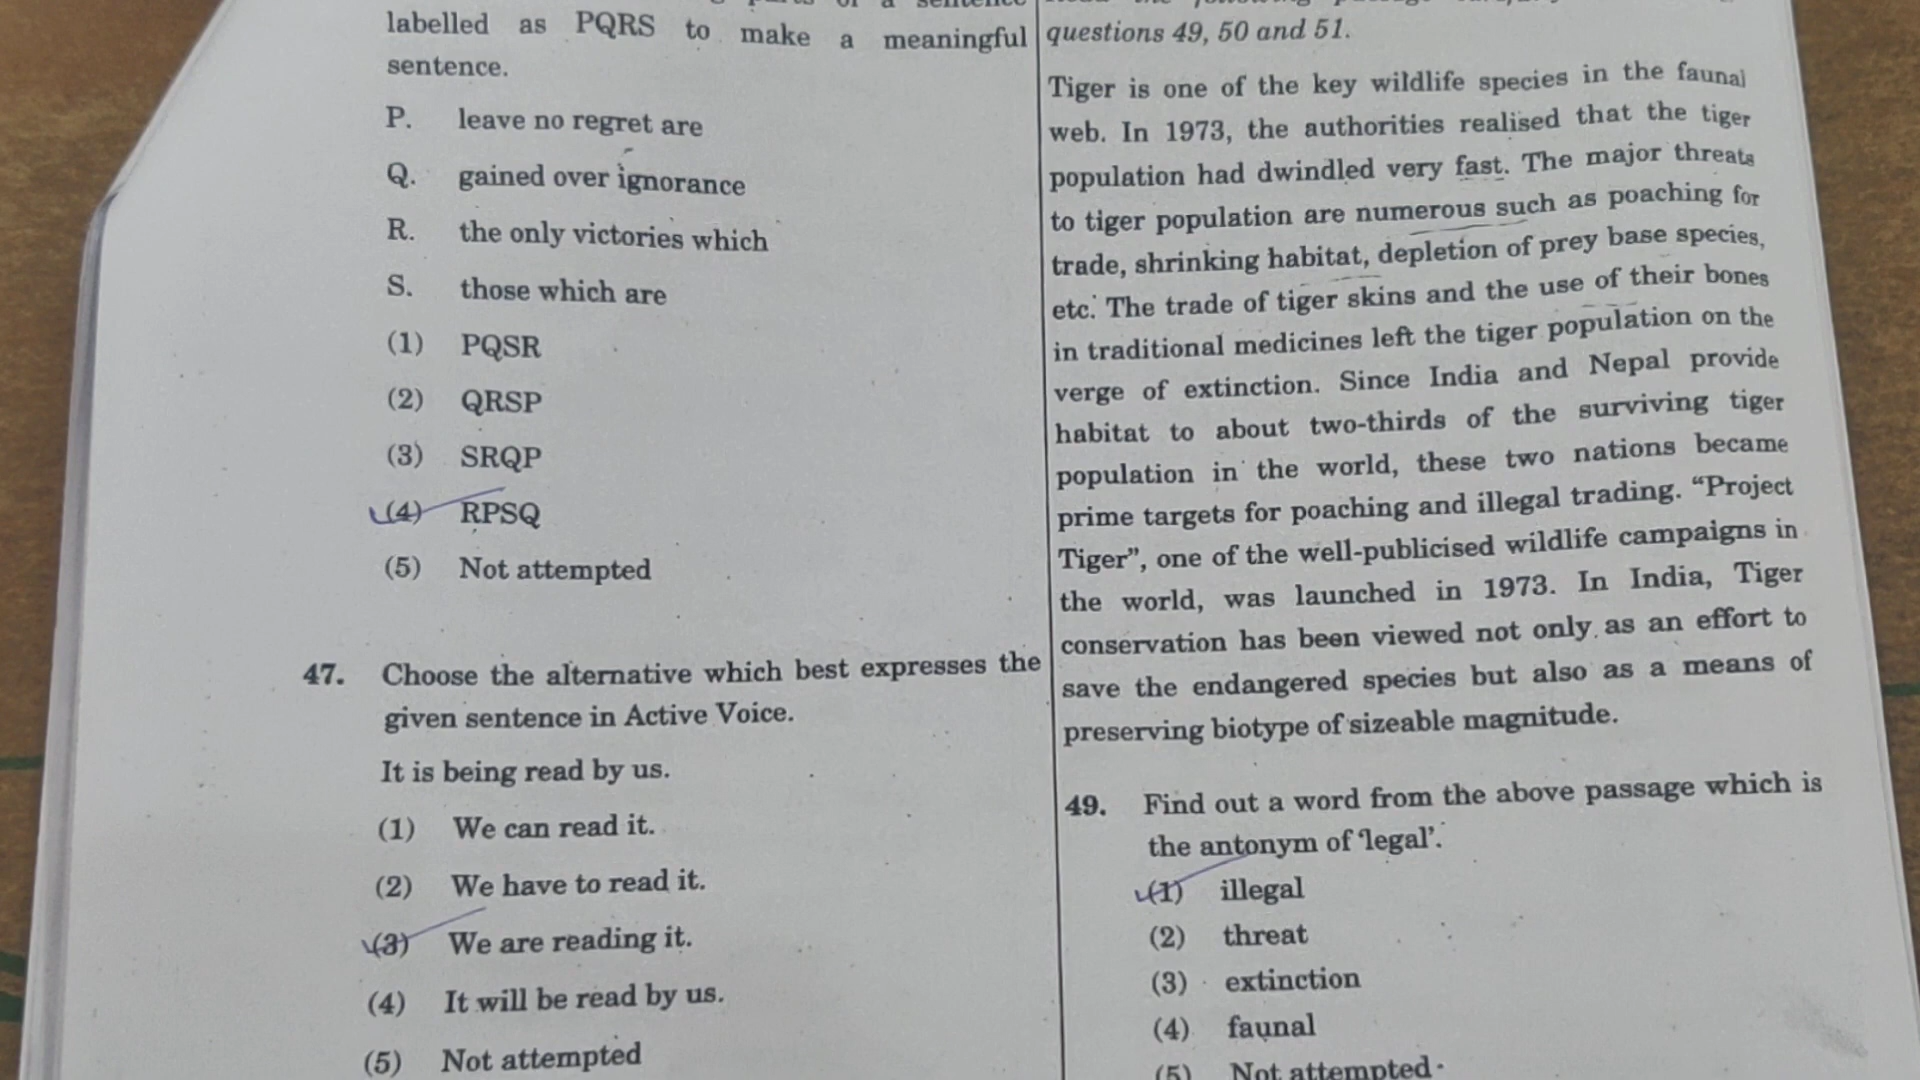 labelled as PQRS to make a meaningful
sentence.
P. leave no regret are
Q. gained over ignorance
R. the only victories which
S. those which are
(1) PQSR
(2) QRSP
(3) SRQP
(4) RPSQ
(5) Not attempted
47. Choose the alternative which best expresses the
given sentence in Active Voice.
It is being read by us.
(1) We can read it.
(2) We have to read it.
(3) We are reading it.
(4) It will be read by us.
(5) Not attempted
questions 49, 50 and 51.
Tiger is one of the key wildlife species in the faunal
web. In 1973, the authorities realised that the tiger
population had dwindled very fast. The major threats
to tiger population are numerous such as poaching for
trade, shrinking habitat, depletion of prey base species,
etc. The trade of tiger skins and the use of their bones
in traditional medicines left the tiger population on the
verge of extinction. Since India and Nepal provide
habitat to about two-thirds of the surviving tiger
population in the world, these two nations became
prime targets for poaching and illegal trading. “Project
Tiger”, one of the well-publicised wildlife campaigns in
the world, was launched in 1973. In India, Tiger
conservation has been viewed not only as an effort to
save the endangered species but also as a means of
preserving biotype of sizeable magnitude.
49. Find out a word from the above passage which is
the antonym of ‘legal’.
(1) illegal
(2) threat
(3) extinction
(4) faunal
(5) Not attempted